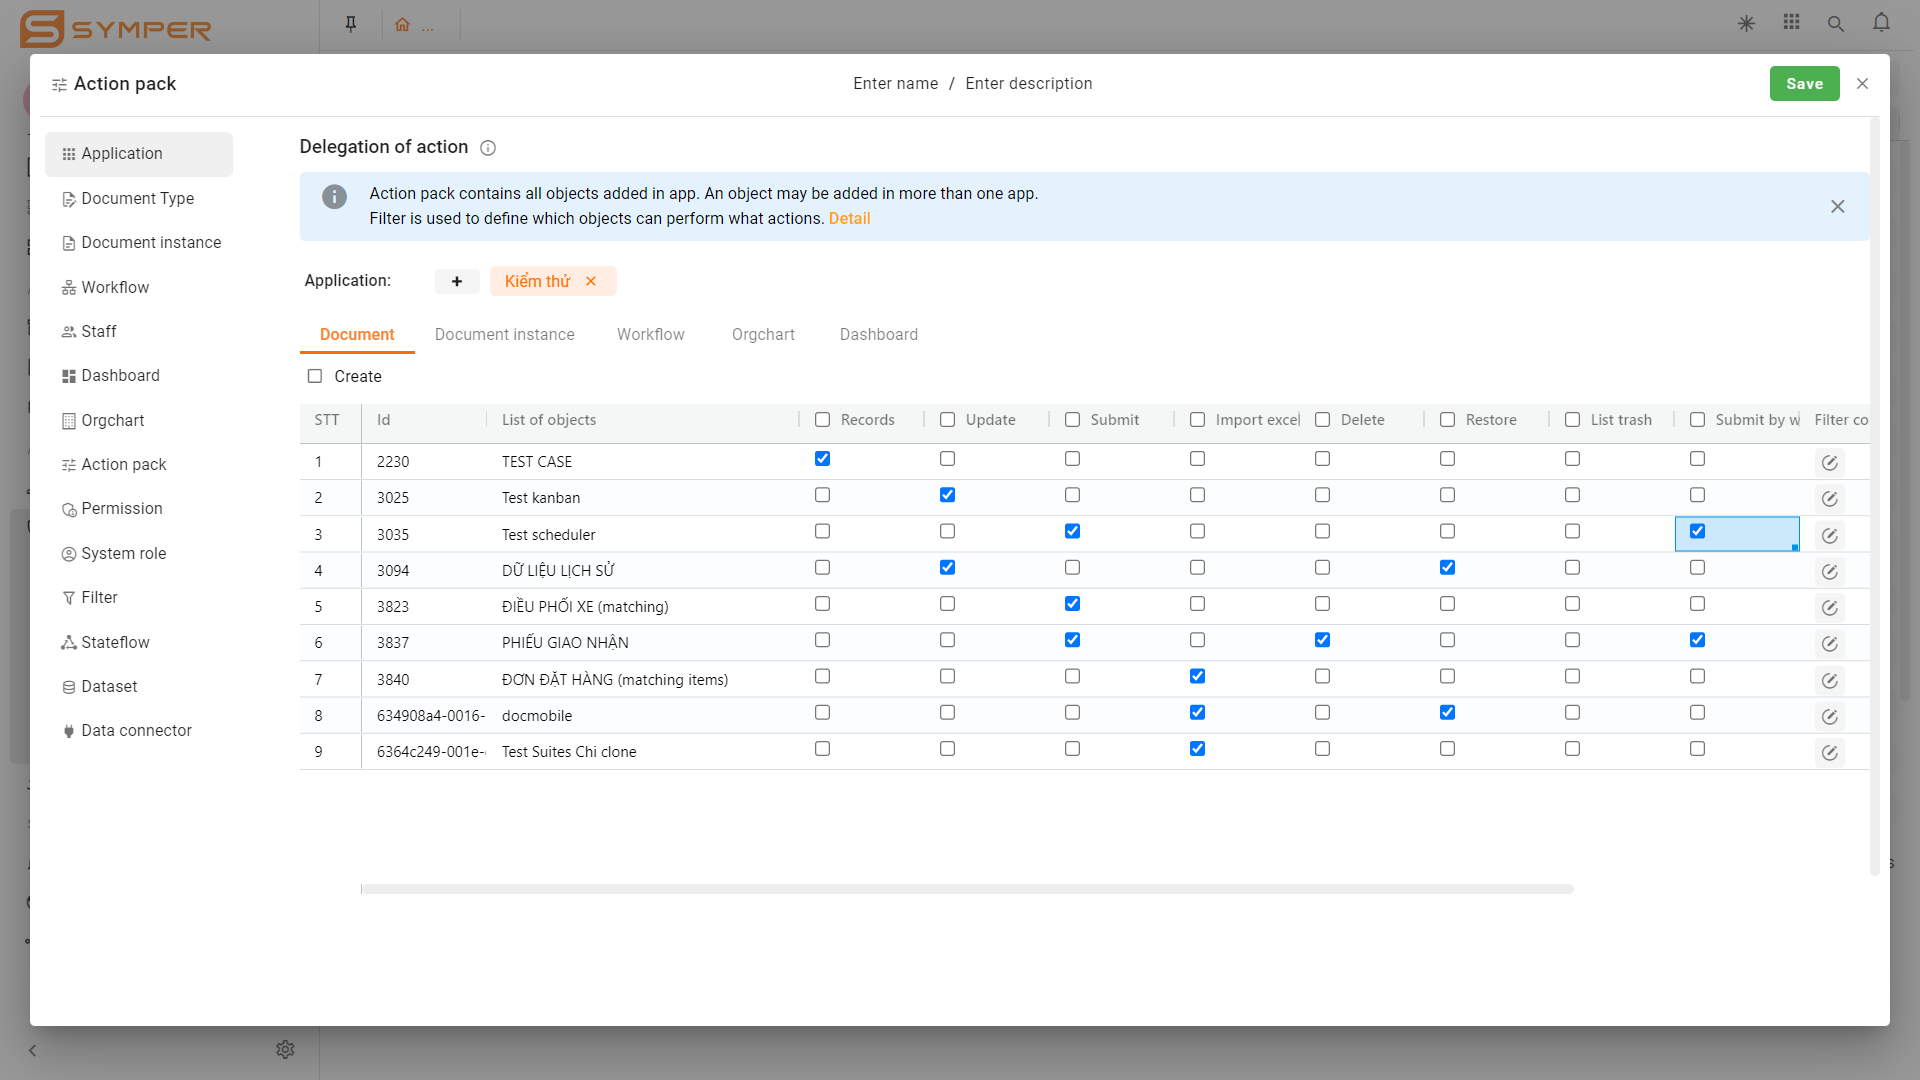 SYMPER
...
Action pack
Enter name / Enter description
Save
Application
Document Type
Document instance
Workflow
Staff
Dashboard
Orgchart
Action pack
Permission
System role
Filter
Stateflow
Dataset
Data connector
Delegation of action
Action pack contains all objects added in app. An object may be added in more than one app.
Filter is used to define which objects can perform what actions. Detail
Application: + Kiểm thử
Document Document instance Workflow Orgchart Dashboard
Create
STT Id List of objects Records Update Submit Import excel Delete Restore List trash Submit by w Filter co
1 2230 TEST CASE
2 3025 Test kanban
3 3035 Test scheduler
4 3094 DỮ LIỆU LỊCH SỬ
5 3823 ĐIỀU PHỐI XE (matching)
6 3837 PHIẾU GIAO NHẬN
7 3840 ĐƠN ĐẶT HÀNG (matching items)
8 634908a4-0016- docmobile
9 6364c249-001e- Test Suites Chi clone